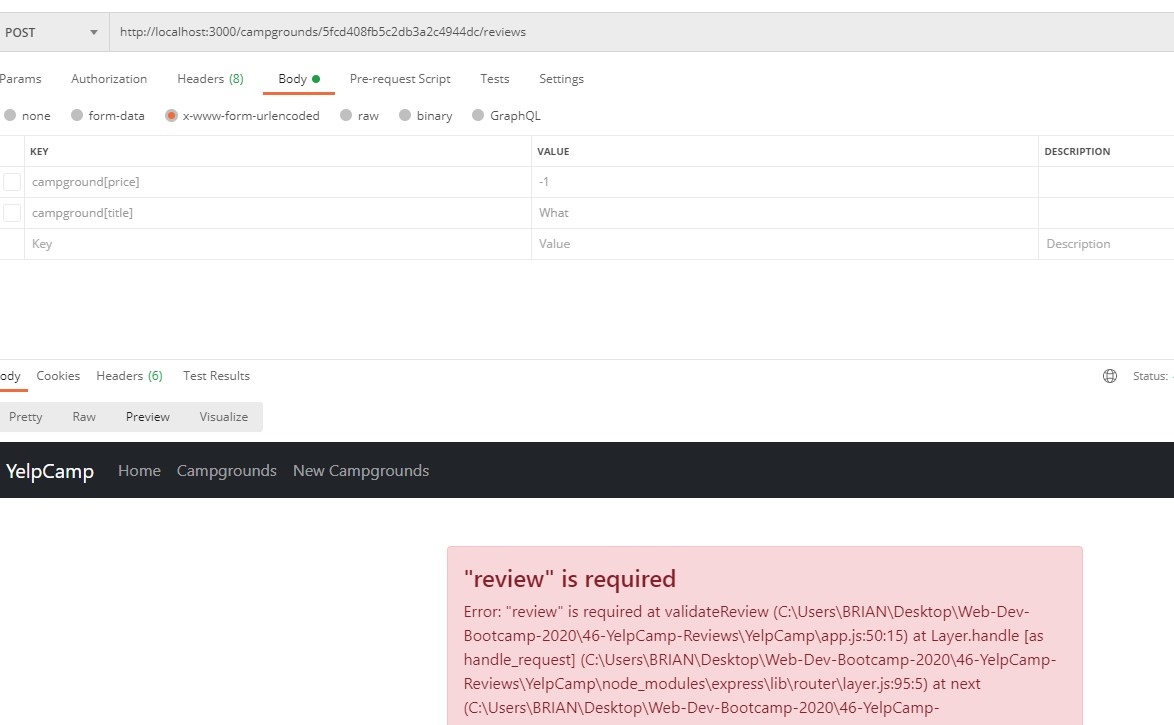 POST http://localhost:3000/campgrounds/5fcd408fb5c2db3a2c4944dc/reviews
Params Authorization Headers (8) Body Pre-request Script Tests Settings
none form-data x-www-form-urlencoded raw binary GraphQL
KEY VALUE DESCRIPTION
campground[price] -1
campground[title] What
Key Value Description
ody Cookies Headers (6) Test Results Status:
Pretty Raw Preview Visualize
YelpCamp Home Campgrounds New Campgrounds
"review" is required
Error: "review" is required at validateReview (C:\Users\BRIAN\Desktop\Web-Dev-
Bootcamp-2020\46-YelpCamp-Reviews\YelpCamp\app.js:50:15) at Layer.handle [as
handle_request] (C:\Users\BRIAN\Desktop\Web-Dev-Bootcamp-2020\46-YelpCamp-
Reviews\YelpCamp\node_modules\express\lib\router\layer.js:95:5) at next
(C:\Users\BRIAN\Desktop\Web-Dev-Bootcamp-2020\46-YelpCamp-